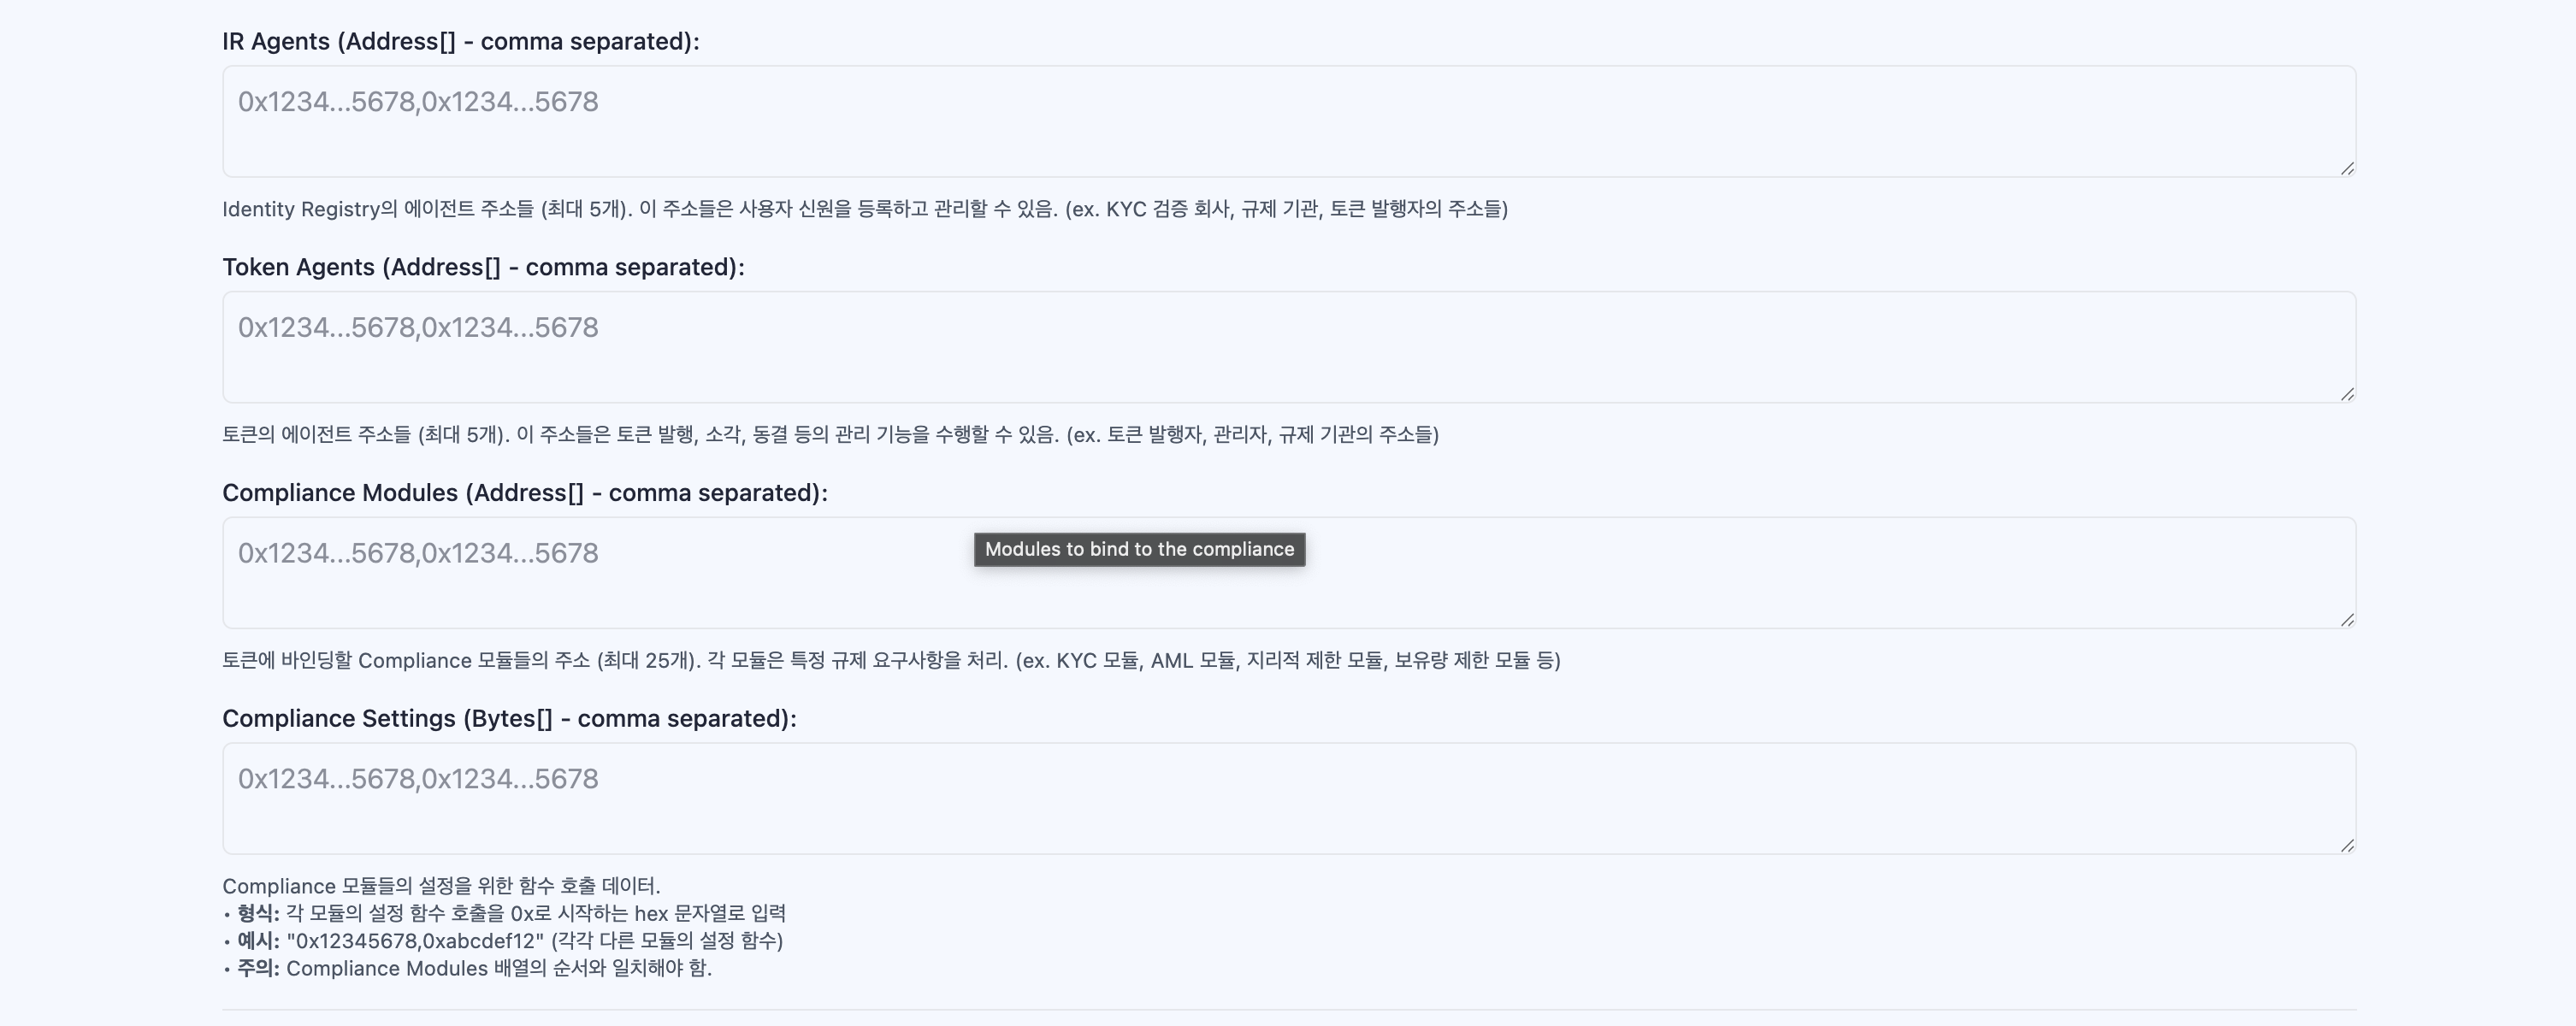 IR Agents (Address[] - comma separated):
0x1234...5678,0x1234...5678
Identity Registry의 에이전트 주소들 (최대 5개). 이 주소들은 사용자 신원을 등록하고 관리할 수 있음. (ex. KYC 검증 회사, 규제 기관, 토큰 발행자의 주소들)
Token Agents (Address[] - comma separated):
0x1234...5678,0x1234...5678
토큰의 에이전트 주소들 (최대 5개). 이 주소들은 토큰 발행, 소각, 동결 등의 관리 기능을 수행할 수 있음. (ex. 토큰 발행자, 관리자, 규제 기관의 주소들)
Compliance Modules (Address[] - comma separated):
0x1234...5678,0x1234...5678
Modules to bind to the compliance
토큰에 바인딩할 Compliance 모듈들의 주소 (최대 25개). 각 모듈은 특정 규제 요구사항을 처리. (ex. KYC 모듈, AML 모듈, 지리적 제한 모듈, 보유량 제한 모듈 등)
Compliance Settings (Bytes[] - comma separated):
0x1234...5678,0x1234...5678
Compliance 모듈들의 설정을 위한 함수 호출 데이터.
• 형식: 각 모듈의 설정 함수 호출을 0x로 시작하는 hex 문자열로 입력
• 예시: "0x12345678,0xabcdef12" (각각 다른 모듈의 설정 함수)
• 주의: Compliance Modules 배열의 순서와 일치해야 함.